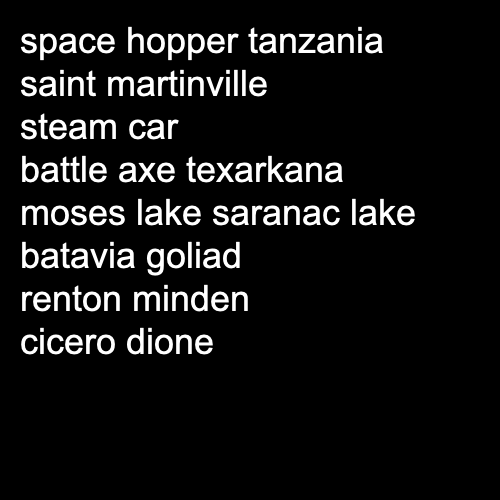 space hopper tanzania
saint martinville
steam car
battle axe texarkana
moses lake saranac lake
batavia goliad
renton minden
cicero dione